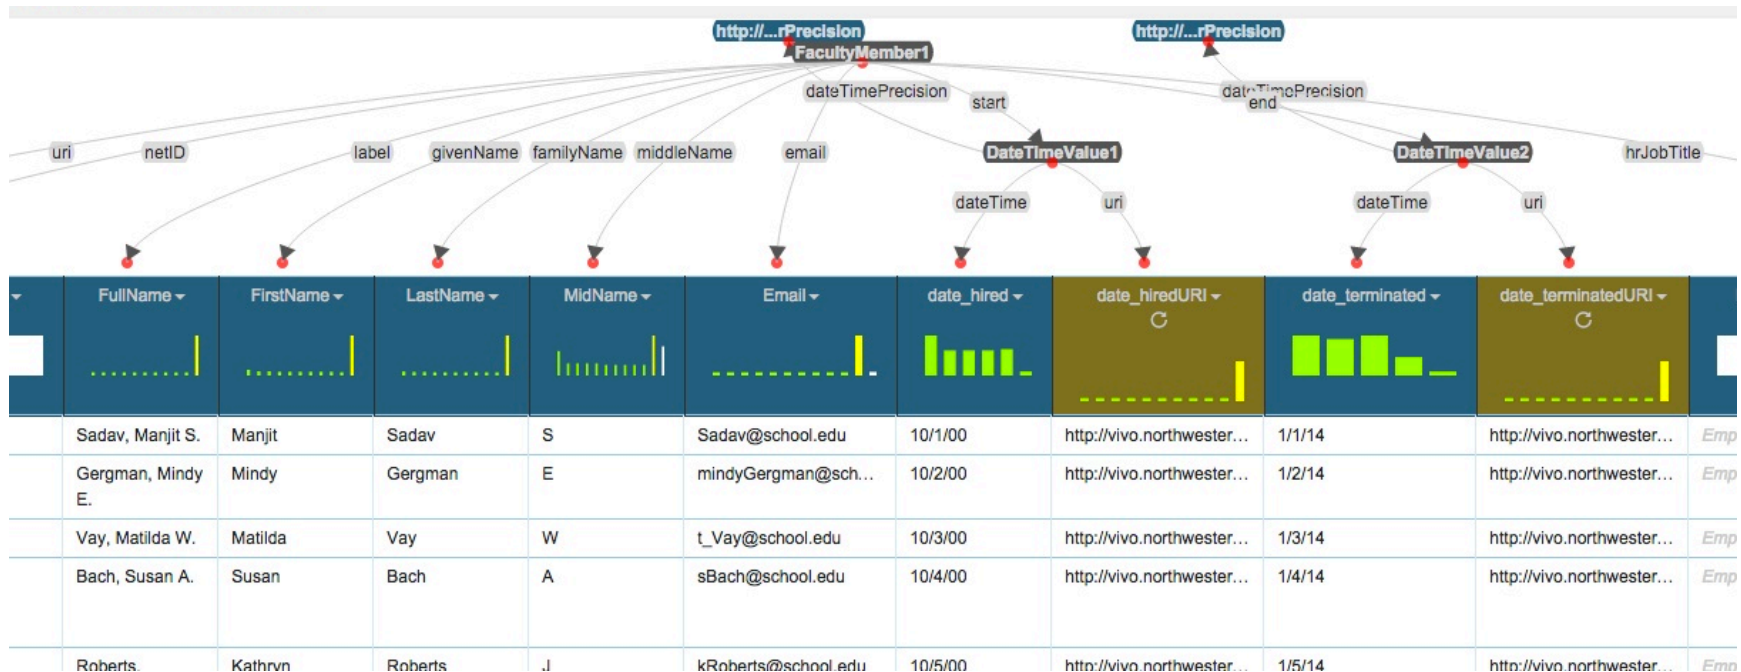 http://...rPrecision
http://...rPrecision
FacultyMember1
dateTimePrecision
start
dateTimePrecision
end
uri
netID
label
givenName
familyName
middleName
email
DateTimeValue1
DateTimeValue2
hrJobTitle
dateTime
uri
dateTime
uri
FullName FirstName LastName MidName Email date_hired date_hiredURI date_terminated date_terminatedURI
Sadav, Manjit S. Manjit Sadav S Sadav@school.edu 10/1/00 http://vivo.northwester... 1/1/14 http://vivo.northwester... Emp
Gergman, Mindy Mindy Gergman E mindyGergman@sch... 10/2/00 http://vivo.northwester... 1/2/14 http://vivo.northwester... Emp
E.
Vay, Matilda W. Matilda Vay W t_Vay@school.edu 10/3/00 http://vivo.northwester... 1/3/14 http://vivo.northwester... Emp
Bach, Susan A. Susan Bach A sBach@school.edu 10/4/00 http://vivo.northwester... 1/4/14 http://vivo.northwester... Emp
Roberts, Kathryn Roberts J kRoberts@school.edu 10/5/00 http://vivo.northwester... 1/5/14 http://vivo.northwester... Emp